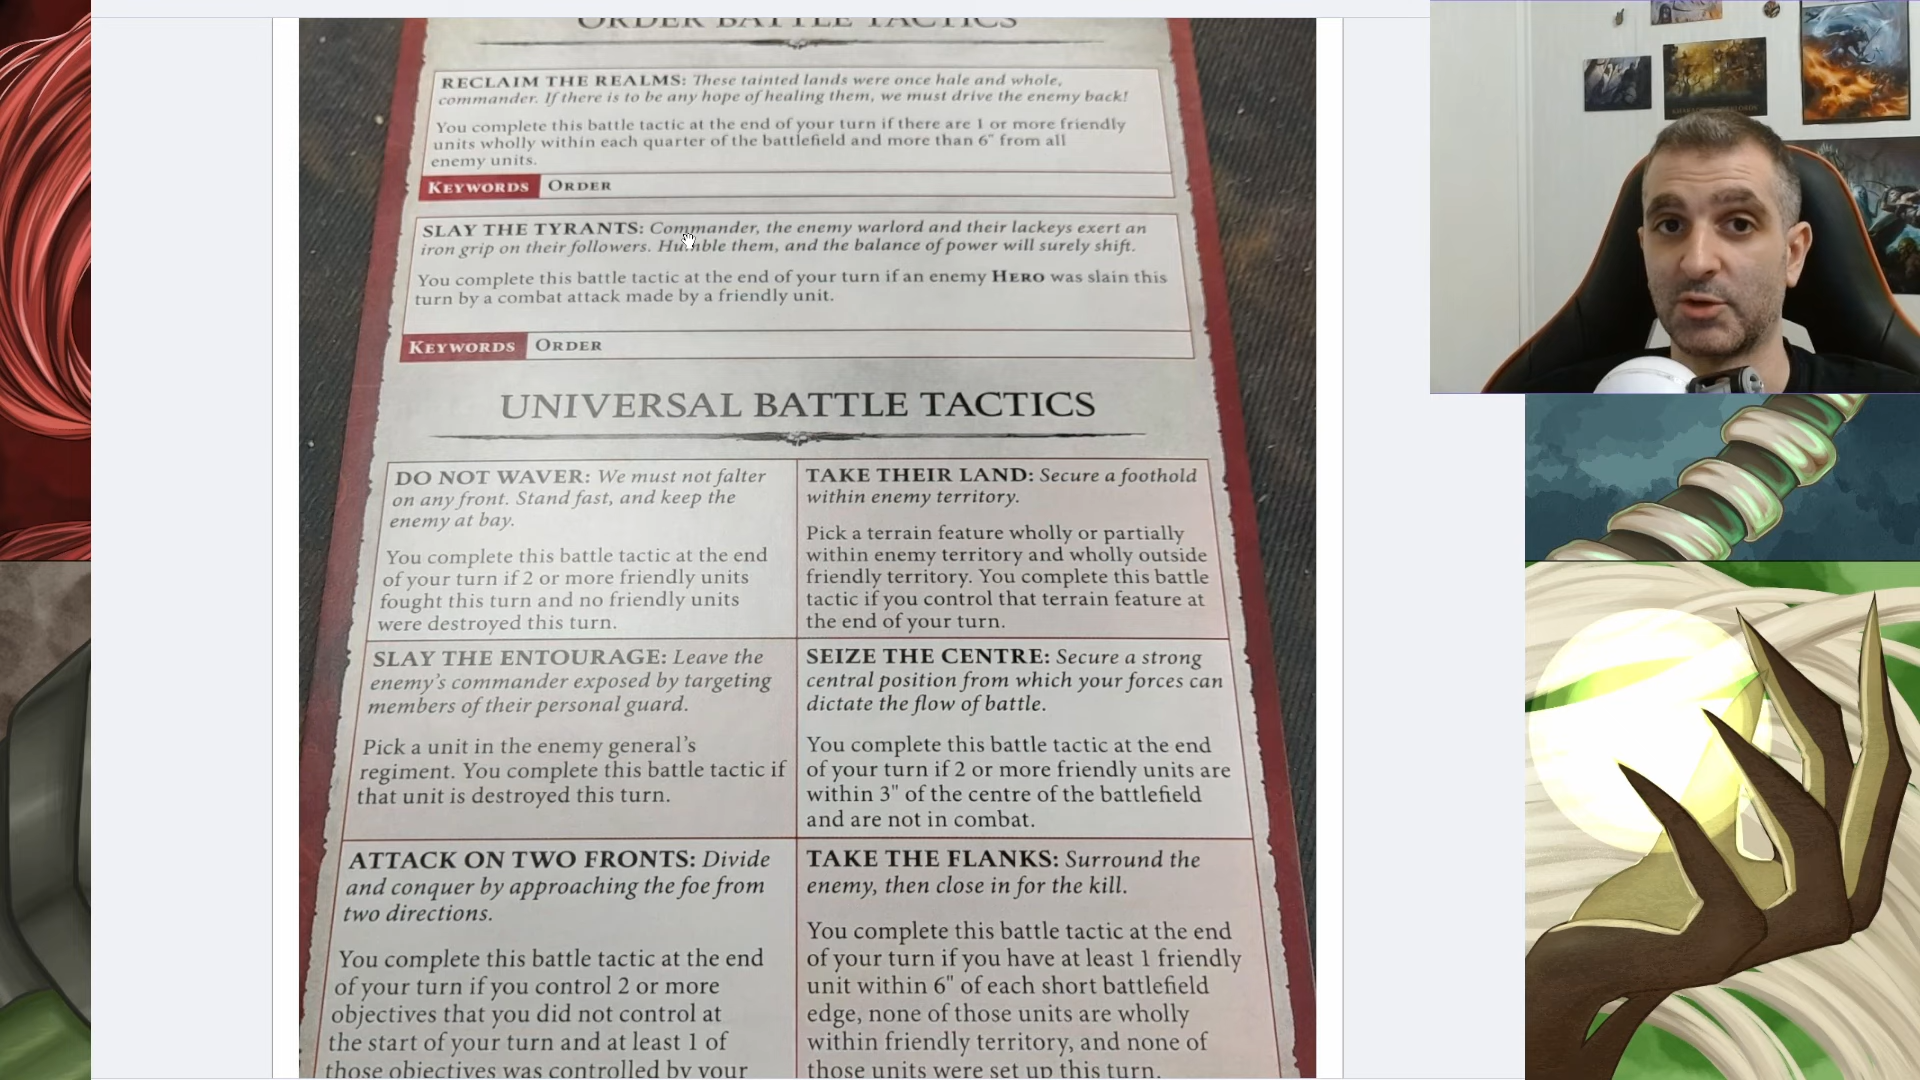 ORDER BATTLE TACTICS
RECLAIM THE REALMS: These tainted lands were once hale and whole,
commander. If there is to be any hope of healing them, we must drive the enemy back!
You complete this battle tactic at the end of your turn if there are 1 or more friendly
units wholly within each quarter of the battlefield and more than 6" from all
enemy units.
KEYWORDS ORDER
SLAY THE TYRANTS: Commander, the enemy warlord and their lackeys exert an
iron grip on their followers. Humble them, and the balance of power will surely shift.
You complete this battle tactic at the end of your turn if an enemy HERO was slain this
turn by a combat attack made by a friendly unit.
KEYWORDS ORDER
UNIVERSAL BATTLE TACTICS
DO NOT WAVER: We must not falter
on any front. Stand fast, and keep the
enemy at bay.
You complete this battle tactic at the end
of your turn if 2 or more friendly units
fought this turn and no friendly units
were destroyed this turn.
TAKE THEIR LAND: Secure a foothold
within enemy territory.
Pick a terrain feature wholly or partially
within enemy territory and wholly outside
friendly territory. You complete this battle
tactic if you control that terrain feature at
the end of your turn.
SLAY THE ENTOURAGE: Leave the
enemy's commander exposed by targeting
members of their personal guard.
Pick a unit in the enemy general's
regiment. You complete this battle tactic if
that unit is destroyed this turn.
SEIZE THE CENTRE: Secure a strong
central position from which your forces can
dictate the flow of battle.
You complete this battle tactic at the end
of your turn if 2 or more friendly units are
within 3" of the centre of the battlefield
and are not in combat.
ATTACK ON TWO FRONTS: Divide
and conquer by approaching the foe from
two directions.
You complete this battle tactic at the end
of your turn if you control 2 or more
objectives that you did not control at
the start of your turn and at least 1 of
those objectives was controlled by your
TAKE THE FLANKS: Surround the
enemy, then close in for the kill.
You complete this battle tactic at the end
of your turn if you have at least 1 friendly
unit within 6" of each short battlefield
edge, none of those units are wholly
within friendly territory, and none of
those units were set up this turn.